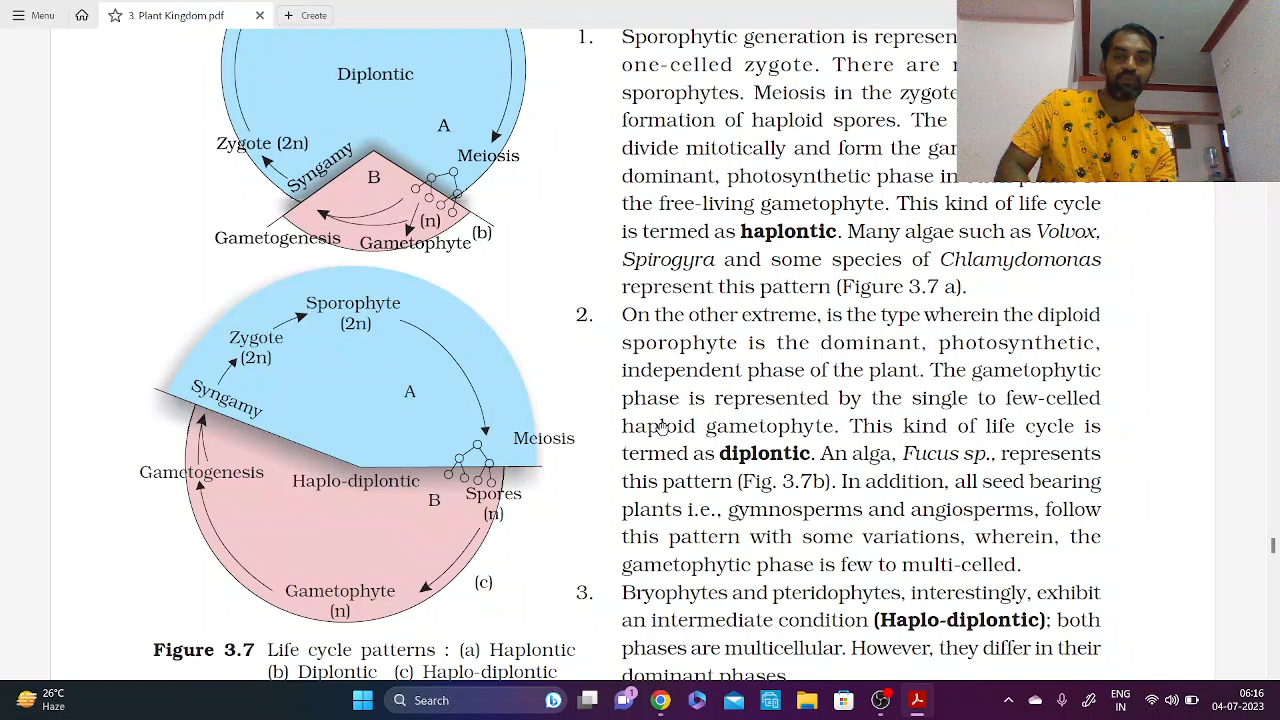 Menu
3. Plant Kingdom.pdf
Create
Diplontic
A
Zygote (2n)
Syngamy
Meiosis
B
(n)
(b)
Gametogenesis
Gametophyte
Sporophyte
(2n)
Zygote
(2n)
A
Syngamy
Meiosis
Gametogenesis
Haplo-diplontic
B
Spores
(n)
Gametophyte
(n)
(c)
Figure 3.7 Life cycle patterns : (a) Haplontic
(b) Diplontic (c) Haplo-diplontic
1. Sporophytic generation is represen
one-celled zygote. There are
sporophytes. Meiosis in the zygote
formation of haploid spores. The
divide mitotically and form the ga
dominant, photosynthetic phase in
the free-living gametophyte. This kind of life cycle
is termed as haplontic. Many algae such as Volvox,
Spirogyra and some species of Chlamydomonas
represent this pattern (Figure 3.7 a).
2. On the other extreme, is the type wherein the diploid
sporophyte is the dominant, photosynthetic,
independent phase of the plant. The gametophytic
phase is represented by the single to few-celled
haploid gametophyte. This kind of life cycle is
termed as diplontic. An alga, Fucus sp., represents
this pattern (Fig. 3.7b). In addition, all seed bearing
plants i.e., gymnosperms and angiosperms, follow
this pattern with some variations, wherein, the
gametophytic phase is few to multi-celled.
3. Bryophytes and pteridophytes, interestingly, exhibit
an intermediate condition (Haplo-diplontic); both
phases are multicellular. However, they differ in their
dominant phases.
26°C
Haze
Search
1
ENG
IN
06:16
04-07-2023